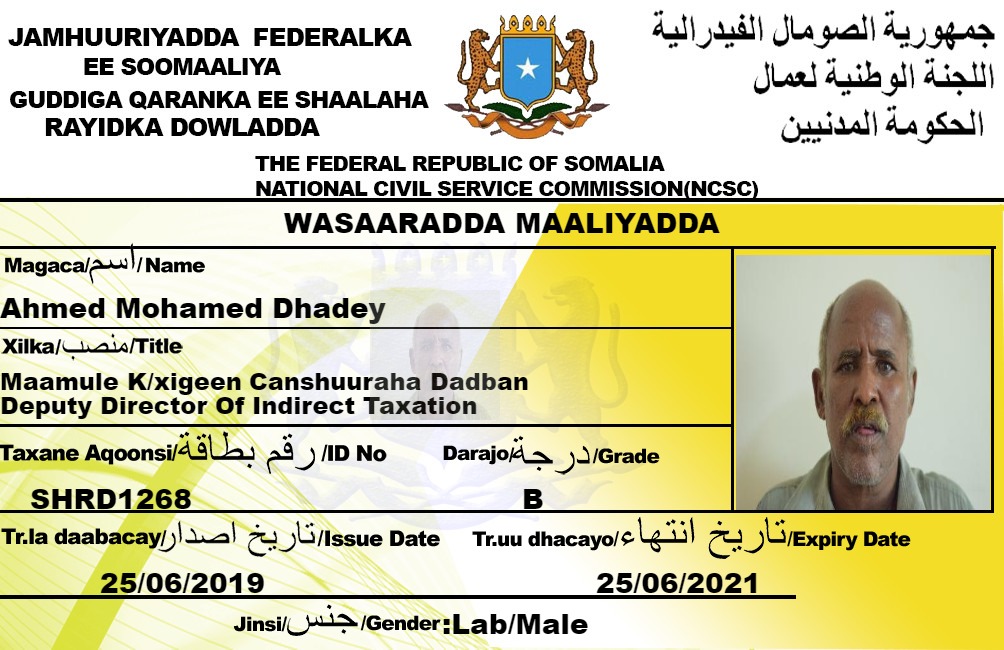 JAMHUURIYADDA FEDERALKA
EE SOOMAALIYA
GUDDIGA QARANKA EE SHAALAHA
RAYIDKA DOWLADDA
جمهورية الصومال الفيدرالية
اللجنة الوطنية لعمال
الحكومة المدنيين
THE FEDERAL REPUBLIC OF SOMALIA
NATIONAL CIVIL SERVICE COMMISSION(NCSC)
WASAARADDA MAALIYADDA
Magaca/اسم/Name
Ahmed Mohamed Dhadey
Xilka/منصب/Title
Maamule K/xigeen Canshuuraha Dadban
Deputy Director Of Indirect Taxation
Taxane Aqoonsi/رقم بطاقة/ID No
Darajo/درجة/Grade
SHRD1268
B
Tr.la daabacay/تاريخ اصدار/Issue Date
Tr.uu dhacayo/تاريخ انتهاء/Expiry Date
25/06/2019
25/06/2021
Jinsi/جنس/Gender:Lab/Male